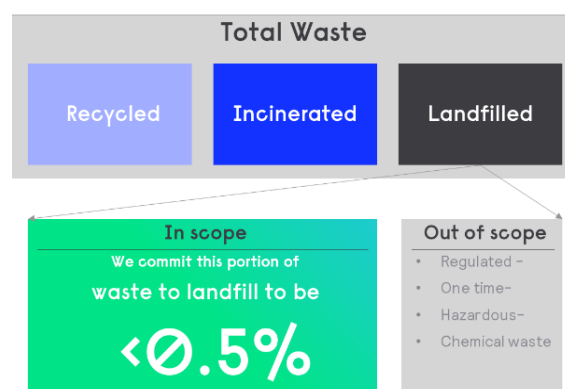 Total Waste
Recycled
Incinerated
Landfilled
In scope
We commit this portion of
waste to landfill to be
<0.5%
Out of scope
• Regulated -
• One time-
• Hazardous-
• Chemical waste